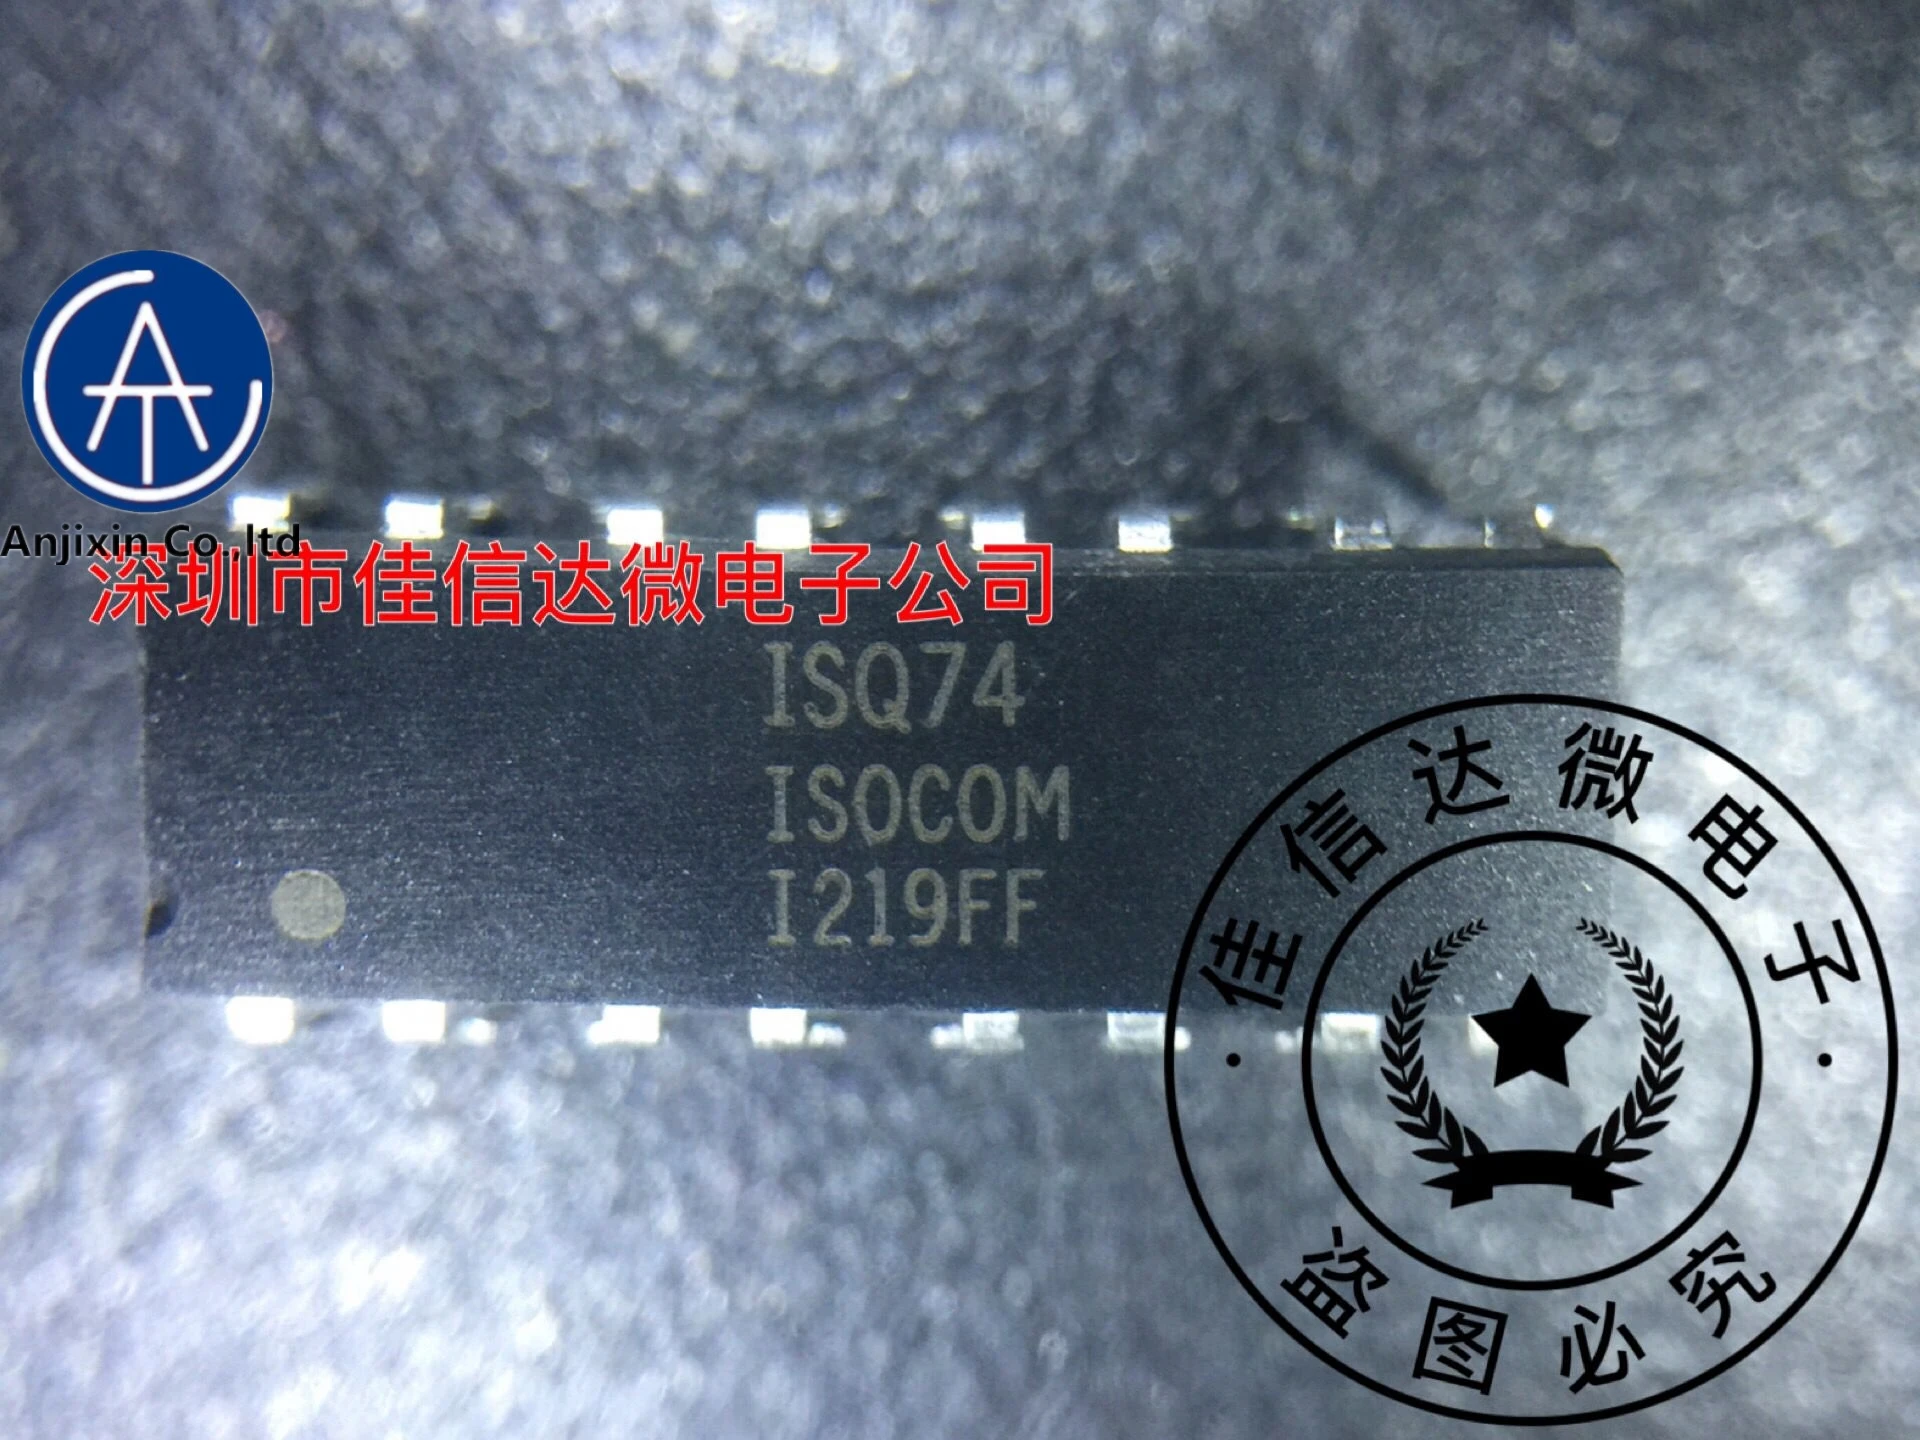 Anjixin Co.,ltd
深圳市佳信达微电子公司
ISQ74
ISOCOM
I219FF
·佳信达微电子·
盗图必究